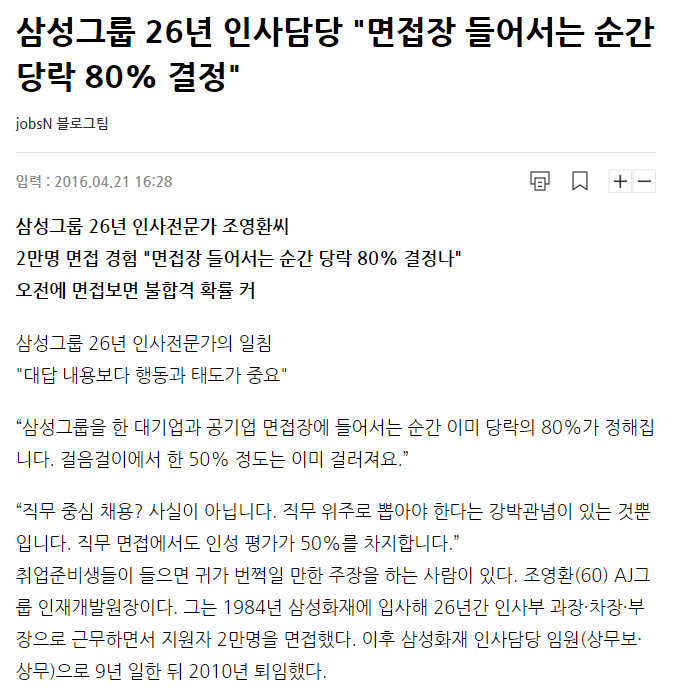 삼성그룹 26년 인사담당 "면접장 들어서는 순간
당락 80% 결정"
jobsN 블로그팀
입력 : 2016.04.21 16:28
삼성그룹 26년 인사전문가 조영환씨
2만명 면접 경험 "면접장 들어서는 순간 당락 80% 결정나"
오전에 면접보면 불합격 확률 커
삼성그룹 26년 인사전문가의 일침
"대답 내용보다 행동과 태도가 중요"
“삼성그룹을 한 대기업과 공기업 면접장에 들어서는 순간 이미 당락의 80%가 정해집
니다. 걸음걸이에서 한 50% 정도는 이미 걸러져요.”
“직무 중심 채용? 사실이 아닙니다. 직무 위주로 뽑아야 한다는 강박관념이 있는 것뿐
입니다. 직무 면접에서도 인성 평가가 50%를 차지합니다.”
취업준비생들이 들으면 귀가 번쩍일 만한 주장을 하는 사람이 있다. 조영환(60) AJ그
룹 인재개발원장이다. 그는 1984년 삼성화재에 입사해 26년간 인사부 과장·차장·부
장으로 근무하면서 지원자 2만명을 면접했다. 이후 삼성화재 인사담당 임원(상무보·
상무)으로 9년 일한 뒤 2010년 퇴임했다.